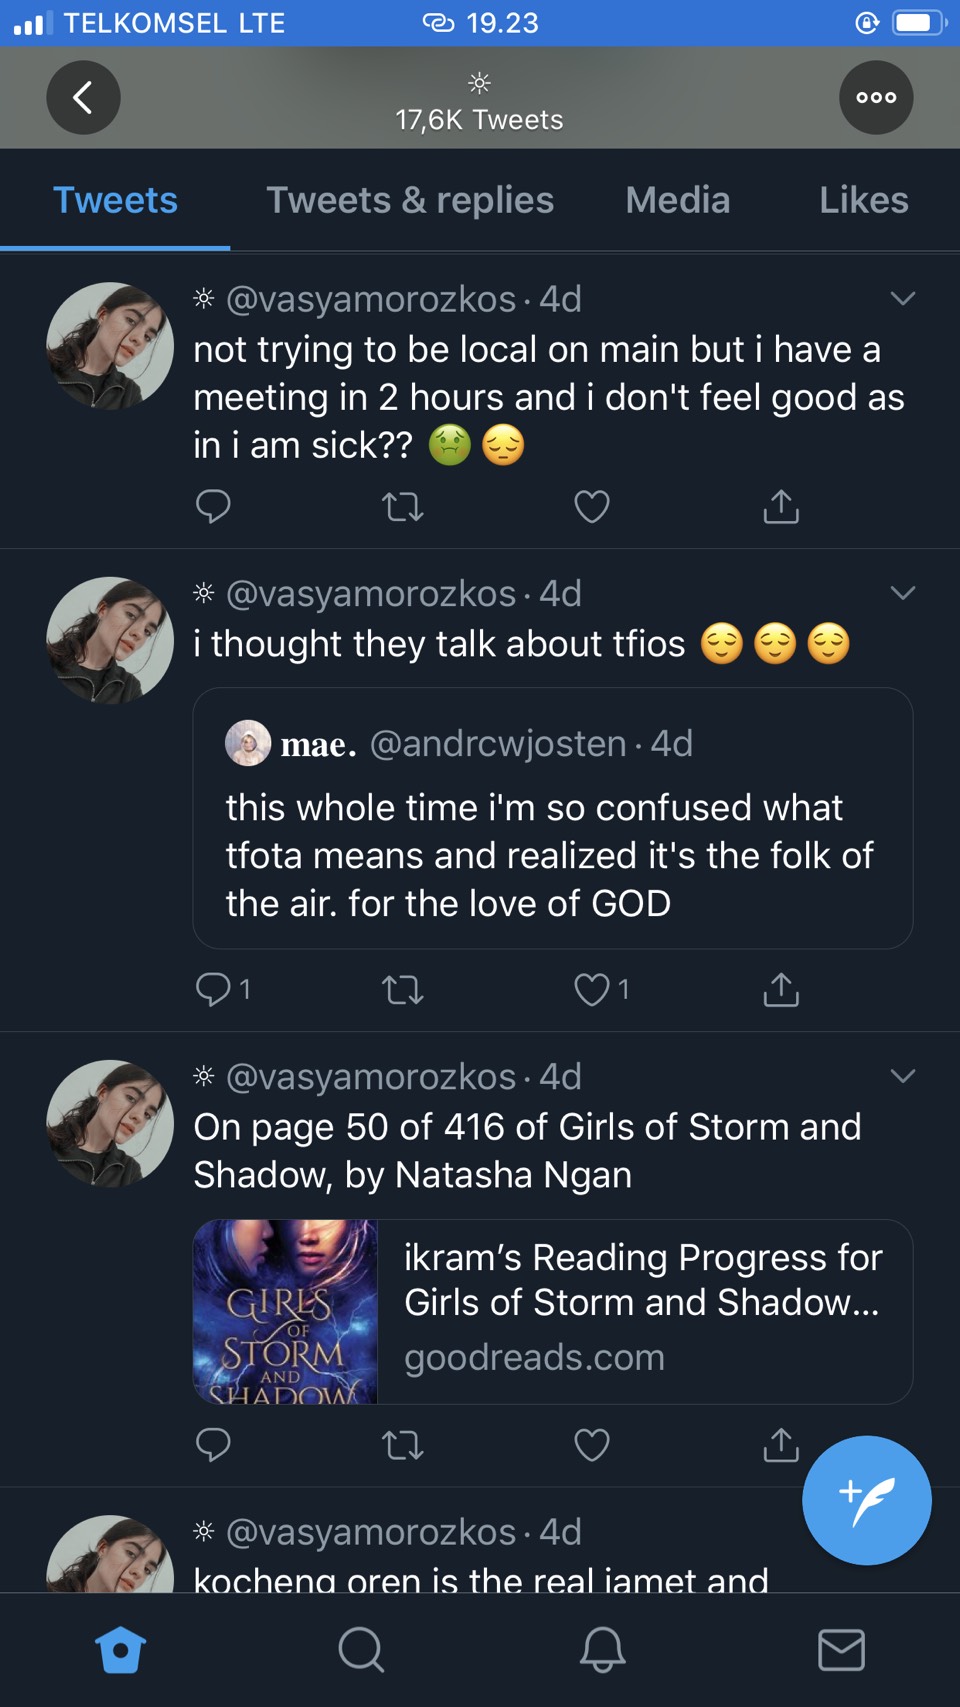 TELKOMSEL LTE 19.23
17,6K Tweets
Tweets Tweets & replies Media Likes
@vasyamorozkos · 4d
not trying to be local on main but i have a
meeting in 2 hours and i don't feel good as
in i am sick?? 🤢😔
@vasyamorozkos · 4d
i thought they talk about tfios 😌😌😌
mae. @andrcwjosten · 4d
this whole time i'm so confused what
tfota means and realized it's the folk of
the air. for the love of GOD
1 1
@vasyamorozkos · 4d
On page 50 of 416 of Girls of Storm and
Shadow, by Natasha Ngan
GIRLS
OF
STORM
AND
SHADOW
ikram’s Reading Progress for
Girls of Storm and Shadow...
goodreads.com
@vasyamorozkos · 4d
kocheng oren is the real jamet and